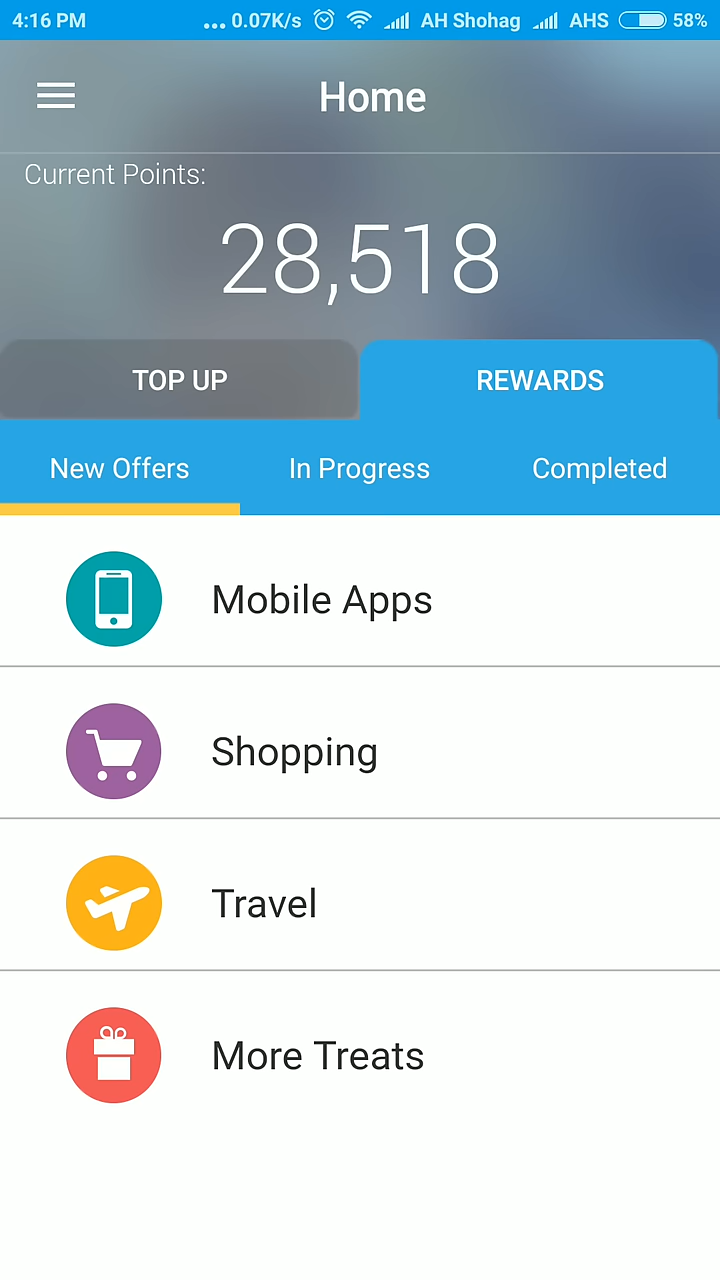 4:16 PM ... 0.07K/s AH Shohag AHS 58%
Home
Current Points:
28,518
TOP UP REWARDS
New Offers In Progress Completed
Mobile Apps
Shopping
Travel
More Treats